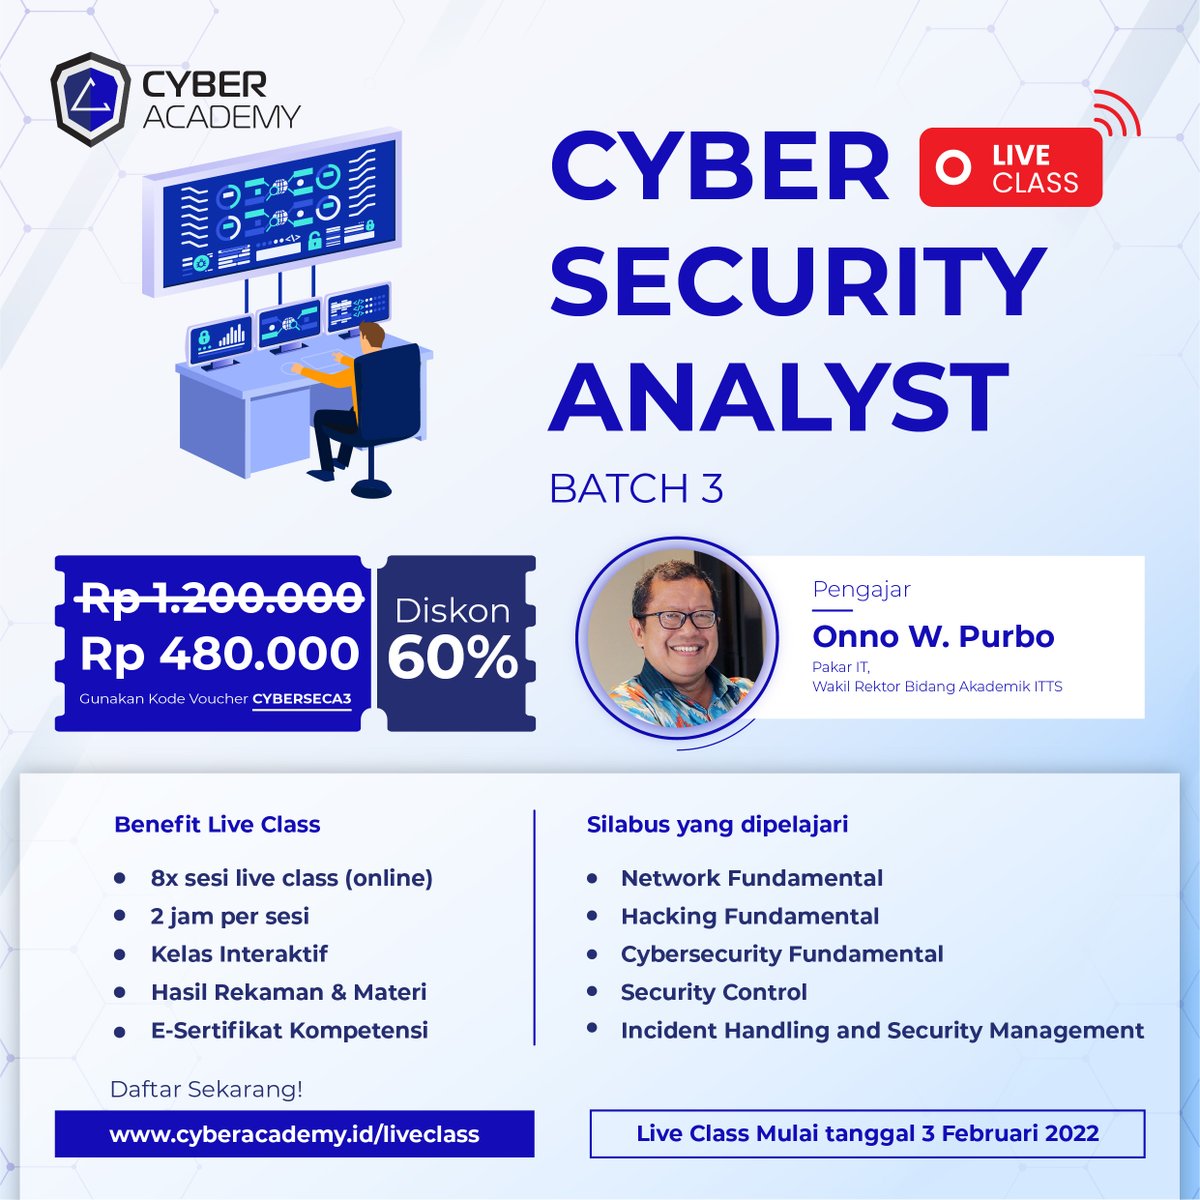 CYBER
ACADEMY
CYBER
LIVE
CLASS
SECURITY
ANALYST
BATCH 3
Rp 1.200.000
Rp 480.000
Gunakan Kode Voucher CYBERSECA3
Diskon
60%
Pengajar
Onno W. Purbo
Pakar IT,
Wakil Rektor Bidang Akademik ITTS
Benefit Live Class
8x sesi live class (online)
2 jam per sesi
Kelas Interaktif
Hasil Rekaman & Materi
E-Sertifikat Kompetensi
Silabus yang dipelajari
Network Fundamental
Hacking Fundamental
Cybersecurity Fundamental
Security Control
Incident Handling and Security Management
Daftar Sekarang!
www.cyberacademy.id/liveclass
Live Class Mulai tanggal 3 Februari 2022